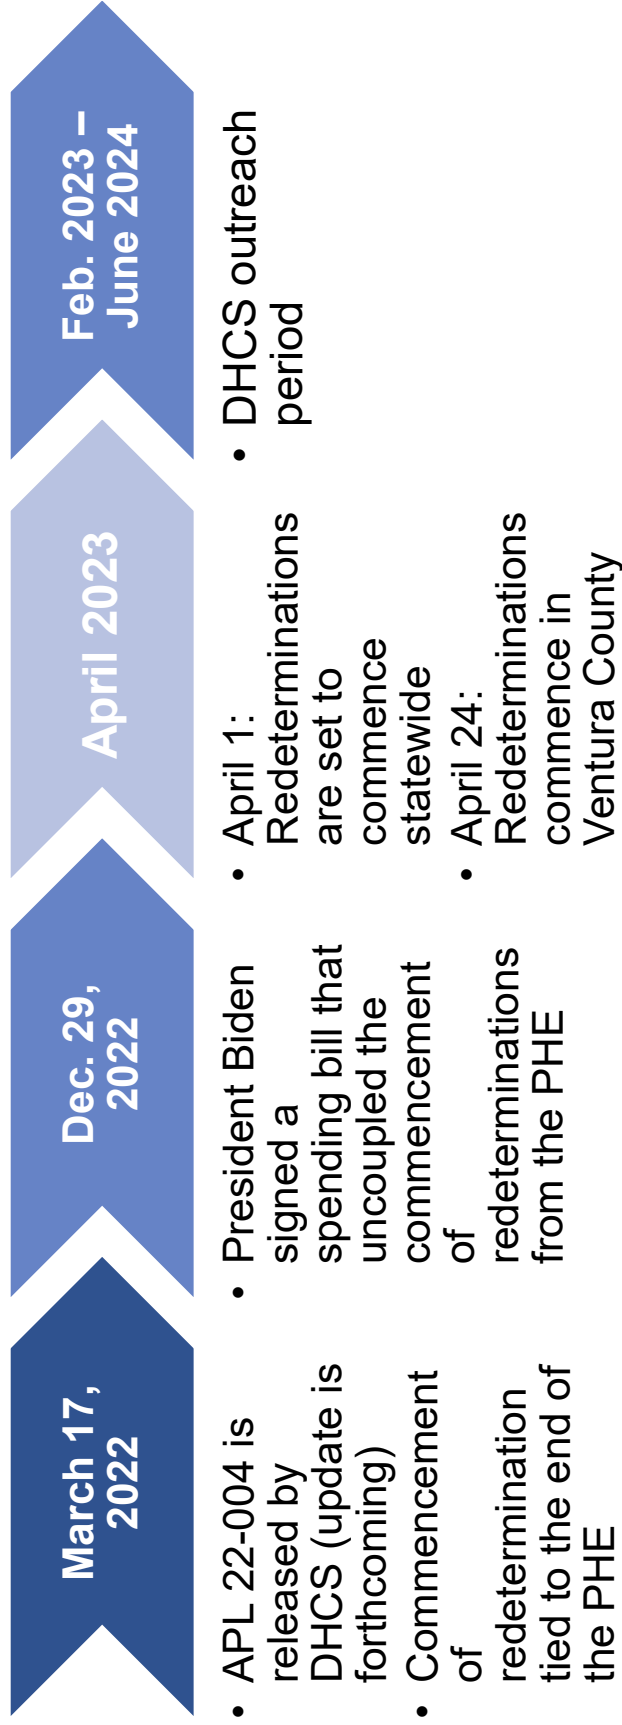 March 17,
2022
• APL 22-004 is
released by
DHCS (update is
forthcoming)
• Commencement
of
redetermination
tied to the end of
the PHE
Dec. 29,
2022
• President Biden
signed a
spending bill that
uncoupled the
commencement
of
redeterminations
from the PHE
April 2023
• April 1:
Redeterminations
are set to
commence
statewide
• April 24:
Redeterminations
commence in
Ventura County
Feb. 2023 –
June 2024
• DHCS outreach
period